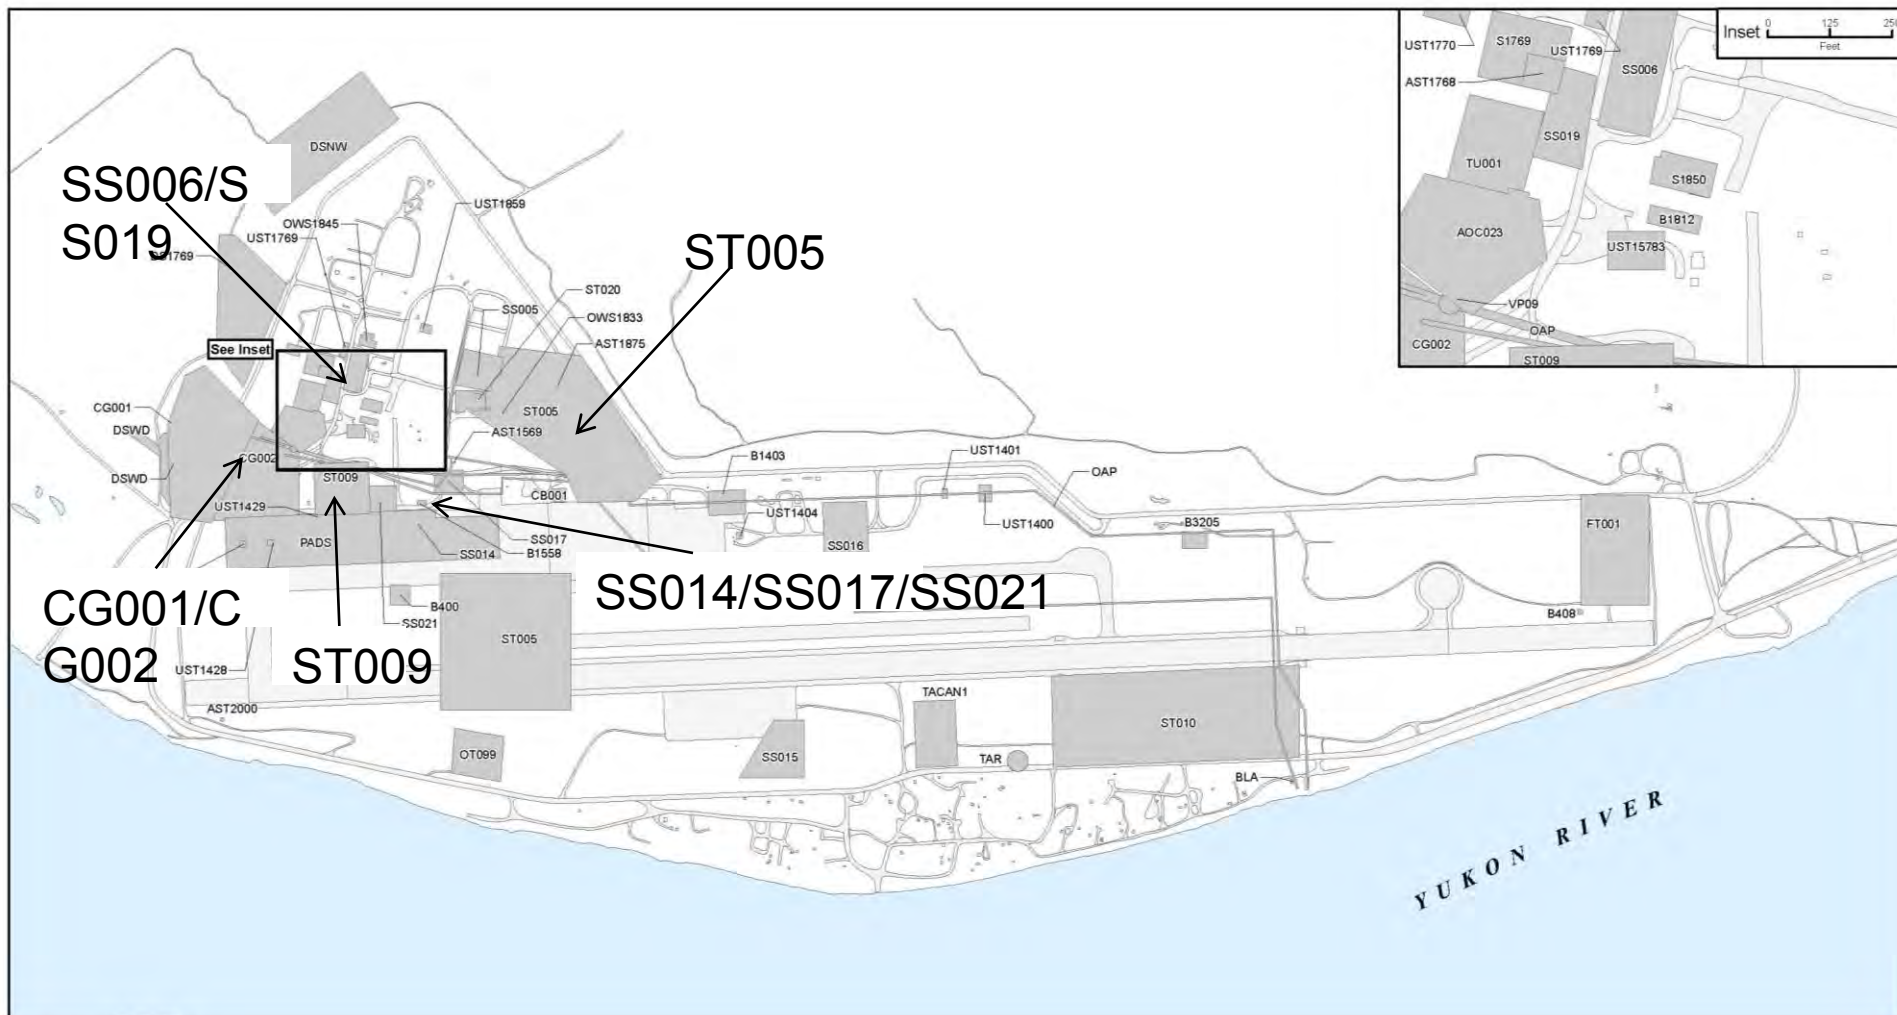 Inset 0 125 250
Feet
UST1770
S1769
UST1769
SS006
AST1768
SS019
TU001
S1850
B1812
AOC023
UST15783
VP09
OAP
CG002
ST009
DSNW
SS006/S
S019
UST1859
OWS1845
UST1769
ST005
ST020
SS005
OWS1833
AST1875
See Inset
CG001
DSWD
ST005
AST1569
CG002
B1403
UST1401
OAP
DSWD
ST009
CB001
UST1429
UST1404
UST1400
B3205
FT001
PADS
SS017
SS014
B1558
SS016
CG001/C
G002
SS014/SS017/SS021
B400
SS021
B408
ST005
ST009
UST1428
AST2000
TACAN1
ST010
OT099
SS015
TAR
BLA
YUKON RIVER